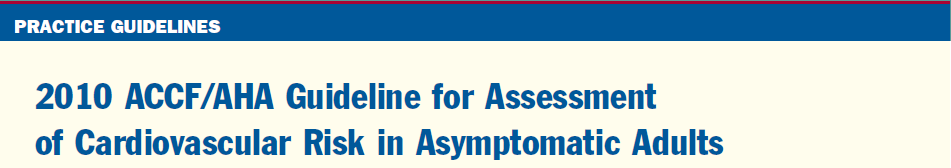 PRACTICE GUIDELINES
2010 ACCF/AHA Guideline for Assessment
of Cardiovascular Risk in Asymptomatic Adults